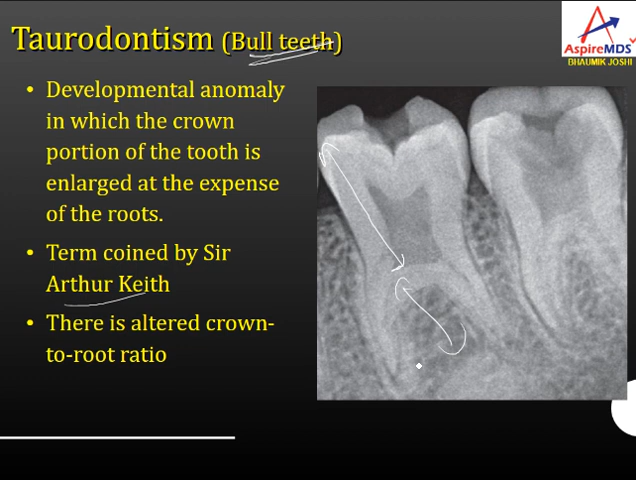 Taurodontism (Bull teeth)
AspireMDS
BHAUMIK JOSHI
• Developmental anomaly
in which the crown
portion of the tooth is
enlarged at the expense
of the roots.
• Term coined by Sir
Arthur Keith
• There is altered crown-
to-root ratio